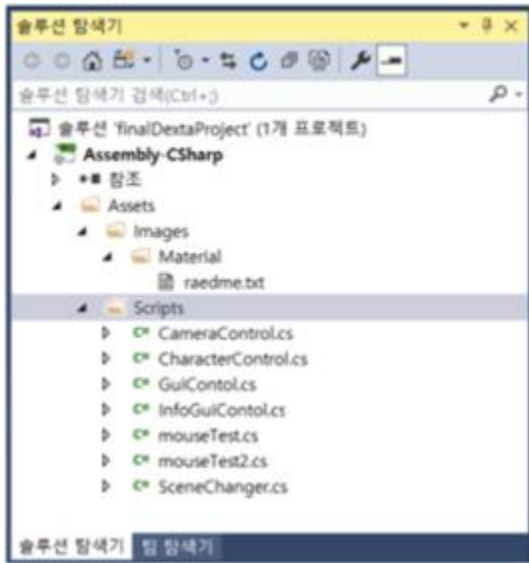 솔루션 탐색기
솔루션 탐색기 검색(Ctrl+;)
솔루션 'finalDextaProject' (1개 프로젝트)
Assembly-CSharp
참조
Assets
Images
Material
raedme.txt
Scripts
C# CameraControl.cs
C# CharacterControl.cs
C# GuiContol.cs
C# InfoGuiContol.cs
C# mouseTest.cs
C# mouseTest2.cs
C# SceneChanger.cs
솔루션 탐색기 팀 탐색기